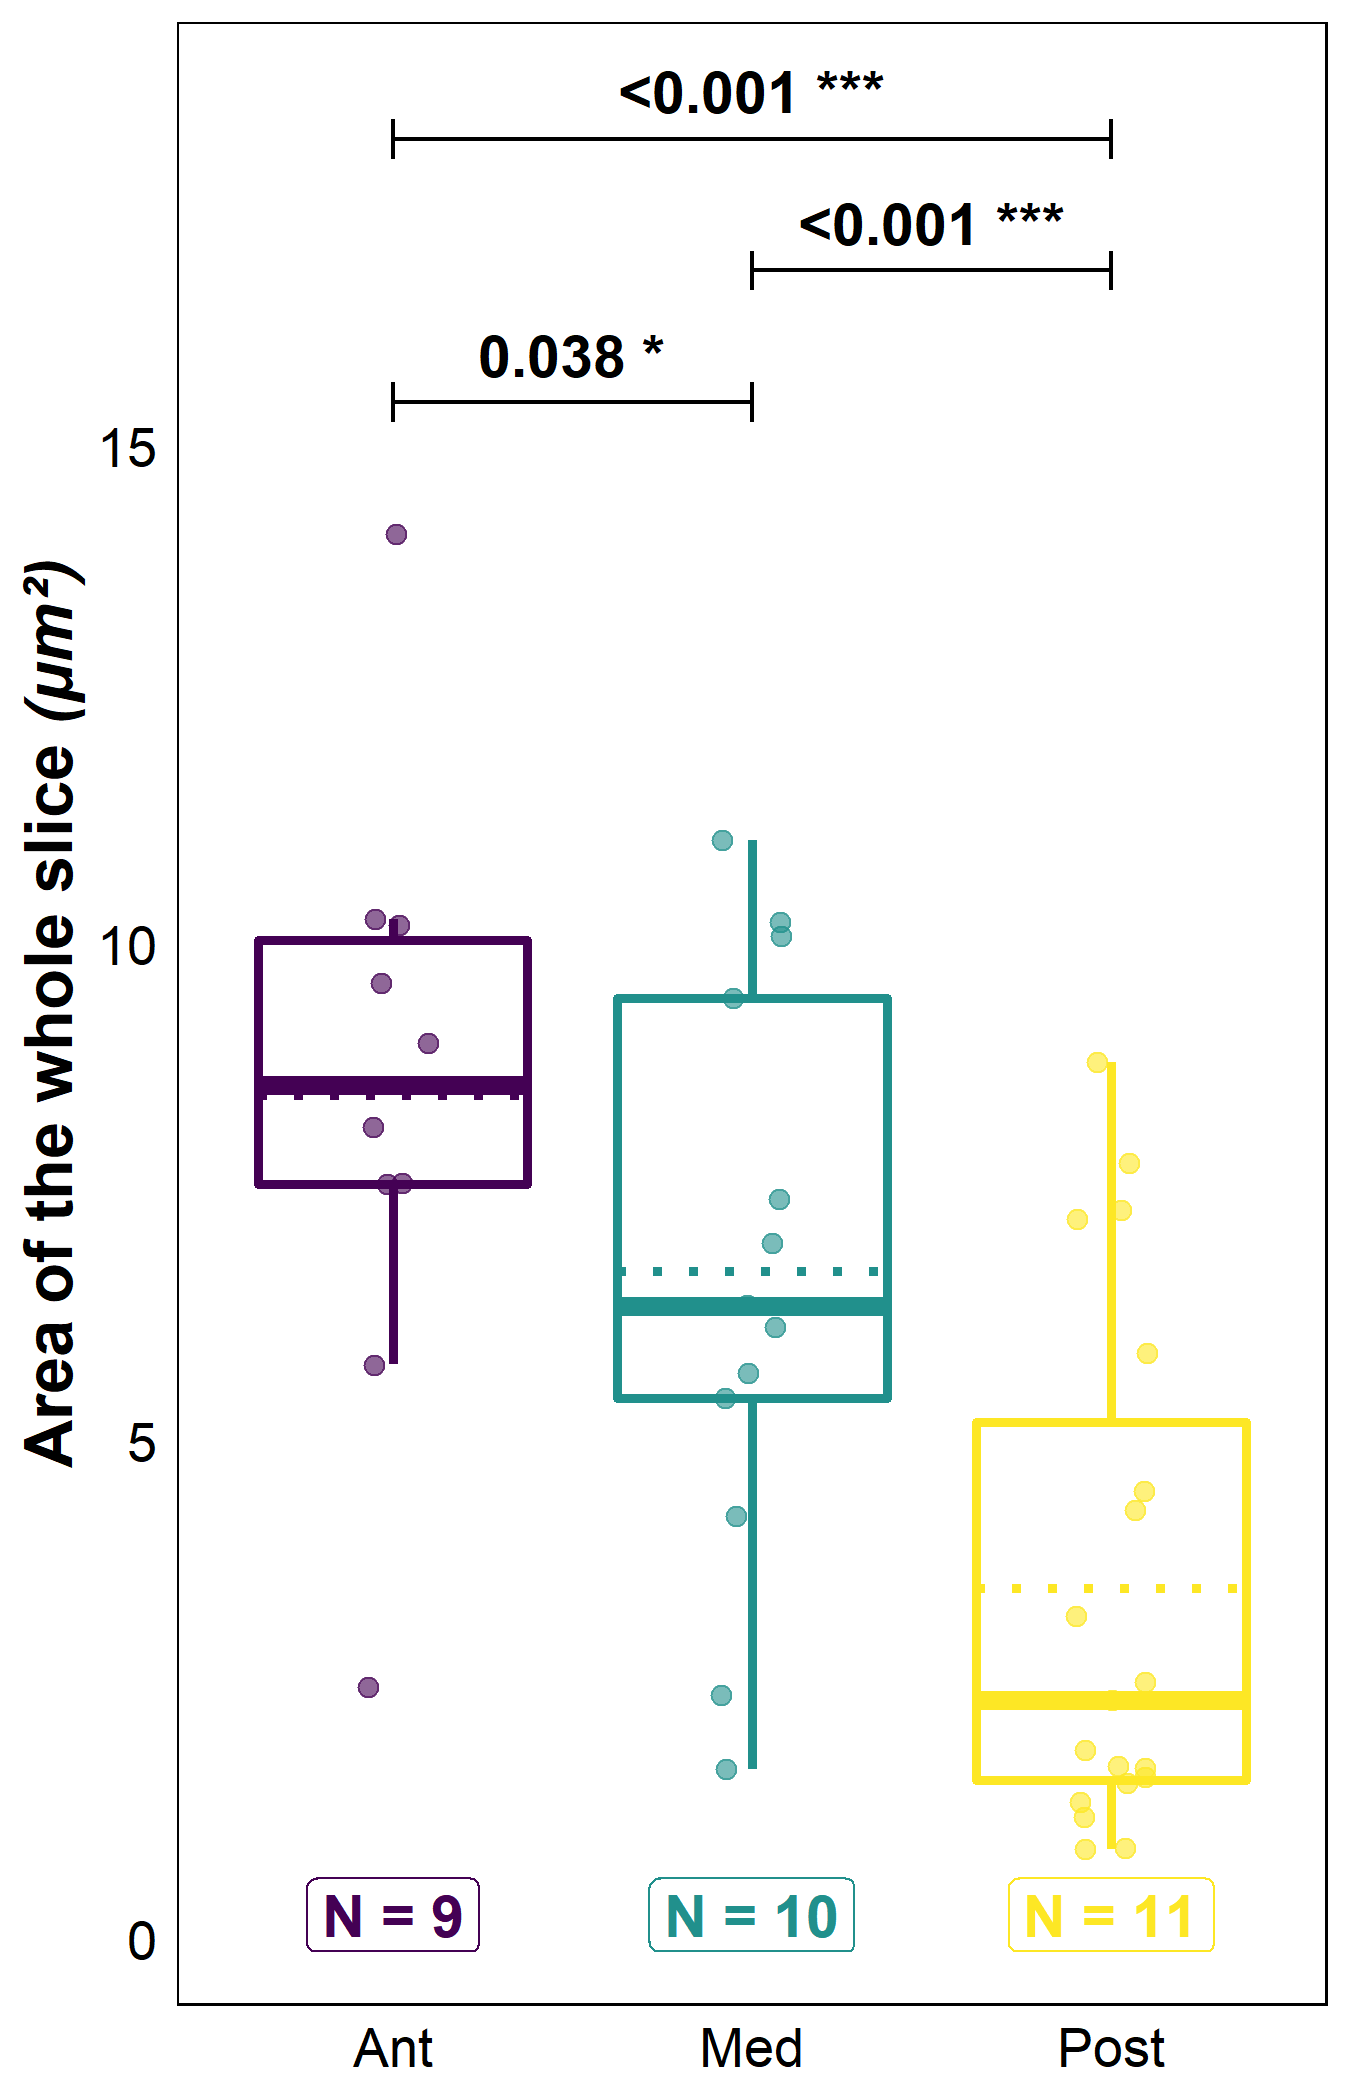 <0.001 ***
<0.001 ***
0.038 *
15
10
5
0
Area of the whole slice (µm²)
N = 9
N = 10
N = 11
Ant
Med
Post